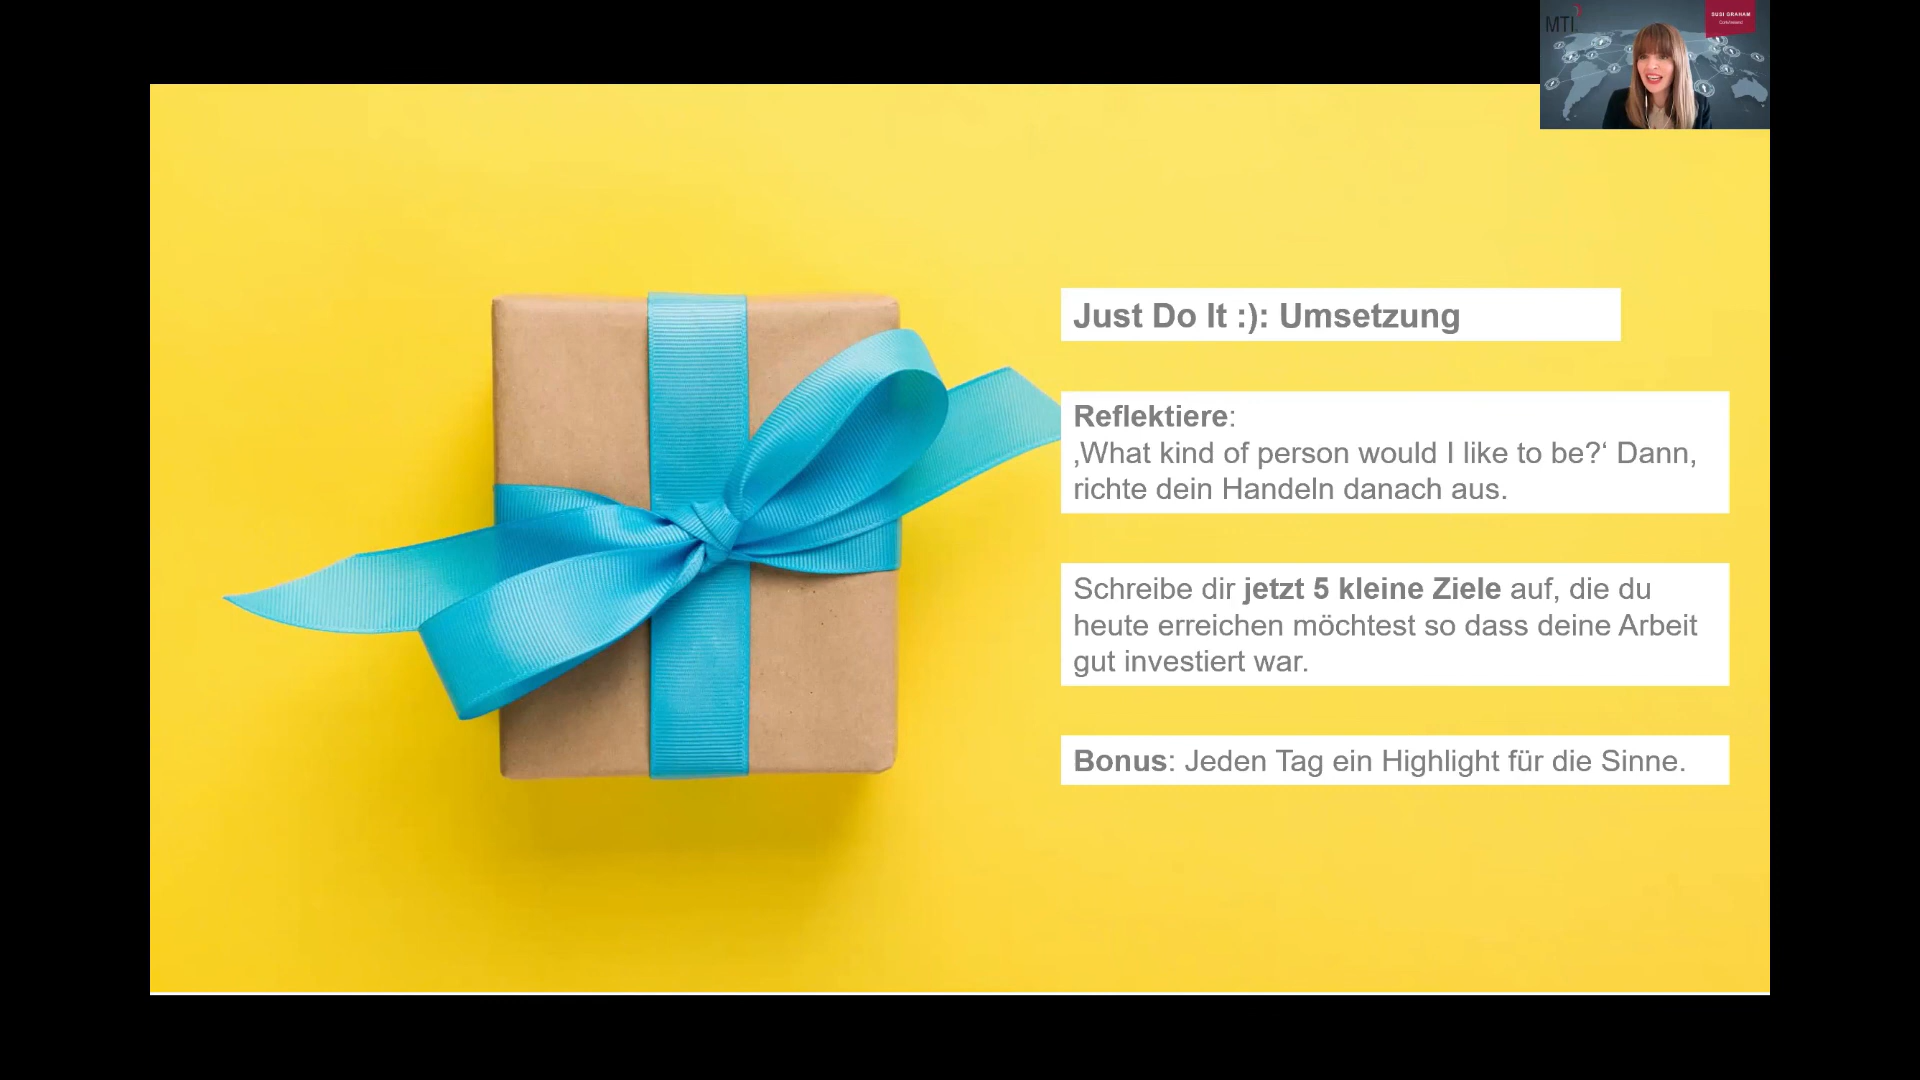 MTI
SUSI GRAHAM
Just Do It :): Umsetzung
Reflektiere:
‚What kind of person would I like to be?‘ Dann,
richte dein Handeln danach aus.
Schreibe dir jetzt 5 kleine Ziele auf, die du
heute erreichen möchtest so dass deine Arbeit
gut investiert war.
Bonus: Jeden Tag ein Highlight für die Sinne.